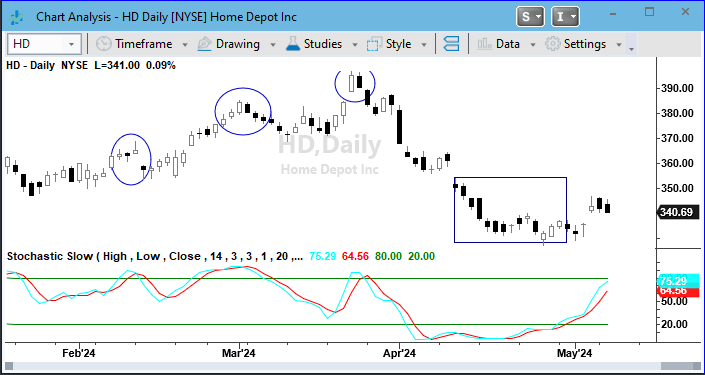 Chart Analysis - HD Daily [NYSE] Home Depot Inc
S
I
HD
Timeframe
Drawing
Studies
Style
Data
Settings
HD - Daily NYSE L=341.00 0.09%
390.00
380.00
370.00
360.00
350.00
340.69
HD,Daily
Home Depot Inc
Stochastic Slow ( High , Low , Close , 14 , 3 , 3 , 1 , 20 ,... 75.29 64.56 80.00 20.00
75.29
64.56
50.00
20.00
Feb'24
Mar'24
Apr'24
May'24